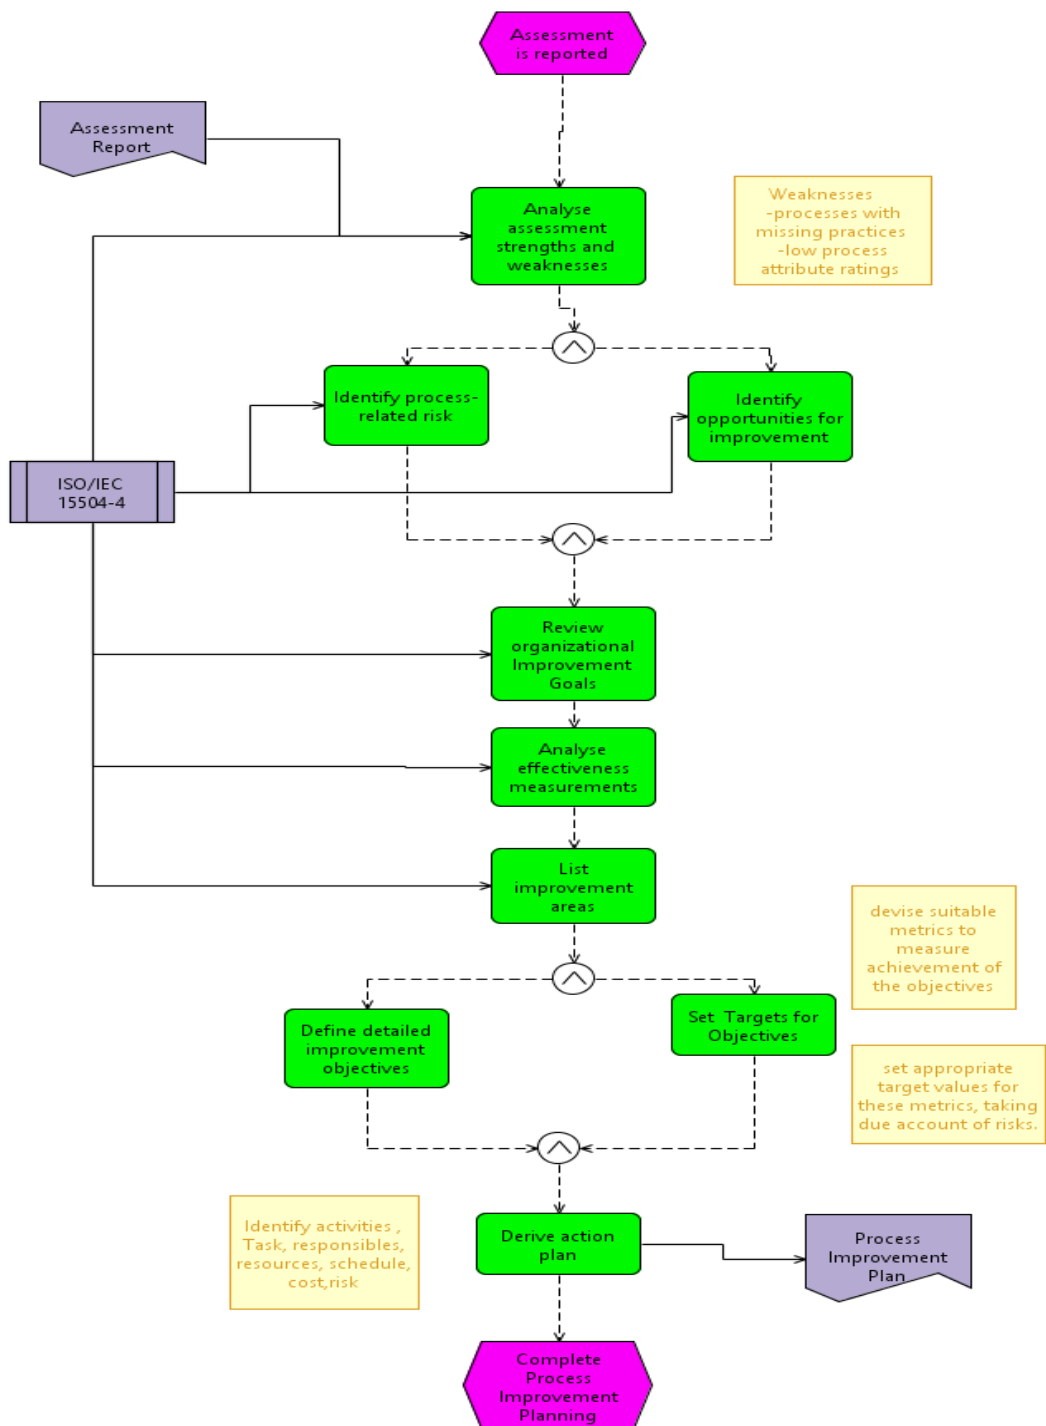 Assessment
is reported
Assessment
Report
Analyse
assessment
strengths and
weaknesses
Weaknesses
-processes with
missing practices
-low process
attribute ratings
Identify process-
related risk
Identify
opportunities for
improvement
ISO/IEC
15504-4
Review
organizational
Improvement
Goals
Analyse
effectiveness
measurements
List
improvement
areas
devise suitable
metrics to
measure
achievement of
the objectives
Define detailed
improvement
objectives
Set Targets for
Objectives
set appropriate
target values for
these metrics, taking
due account of risks.
Identify activities ,
Task, responsibles,
resources, schedule,
cost,risk
Derive action
plan
Process
Improvement
Plan
Complete
Process
Improvement
Planning